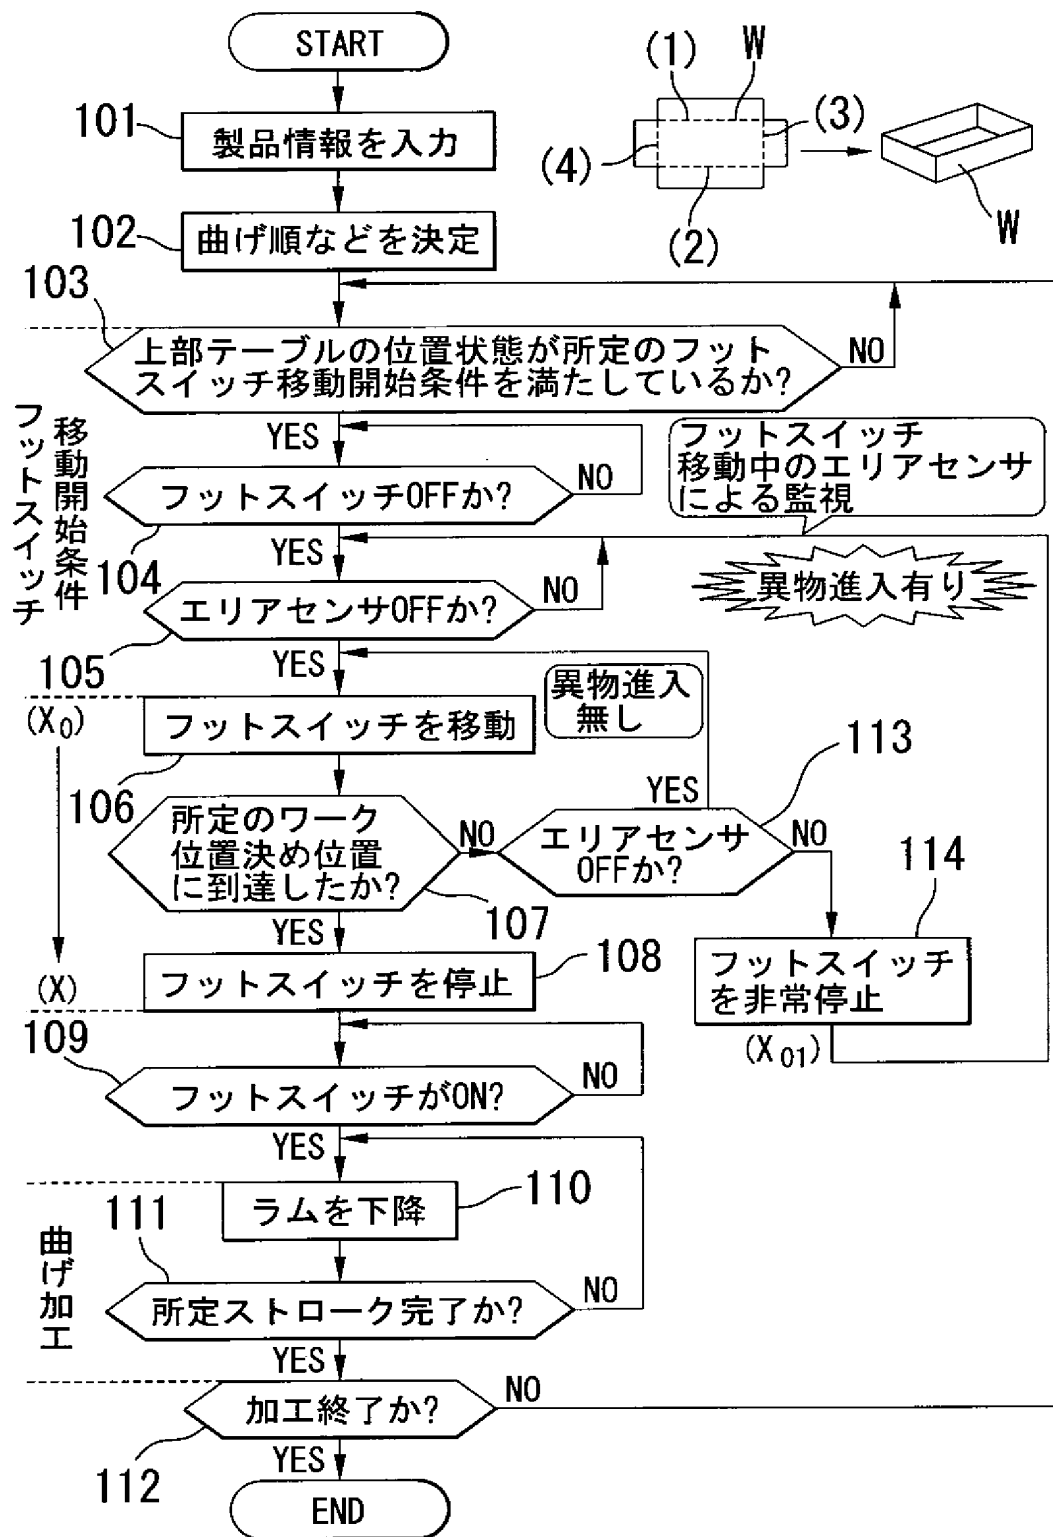 START
(1)
W
(3)
(4)
(2)
W
101
製品情報を入力
102
曲げ順などを決定
103
上部テーブルの位置状態が所定のフット
スイッチ移動開始条件を満たしているか?
NO
YES
フットスイッチ
移動開始条件
フットスイッチ
移動中のエリアセンサ
による監視
フットスイッチOFFか?
NO
104
YES
異物進入有り
エリアセンサOFFか?
NO
105
YES
異物進入
無し
(X0)
フットスイッチを移動
106
113
YES
所定のワーク
位置決め位置
に到達したか?
NO
エリアセンサ
OFFか?
NO
107
114
YES
フットスイッチを停止
108
(X)
フットスイッチ
を非常停止
(X01)
109
フットスイッチがON?
NO
YES
ラムを下降
110
111
曲げ加工
所定ストローク完了か?
NO
YES
加工終了か?
NO
112
YES
END